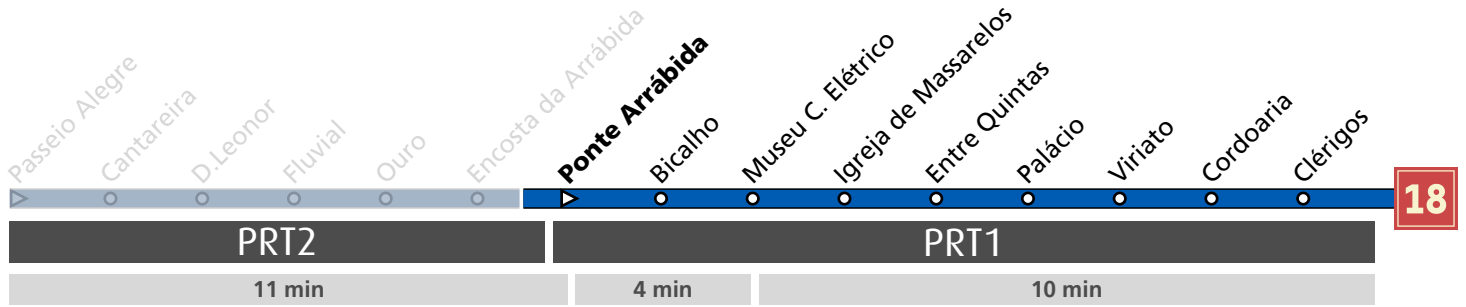 Passeio Alegre
Cantareira
D.Leonor
Fluvial
Ouro
Encosta da Arrábida
Ponte Arrábida
Bicalho
Museu C. Elétrico
Igreja de Massarelos
Entre Quintas
Palácio
Viriato
Cordoaria
Clérigos
18
PRT2
PRT1
11 min
4 min
10 min